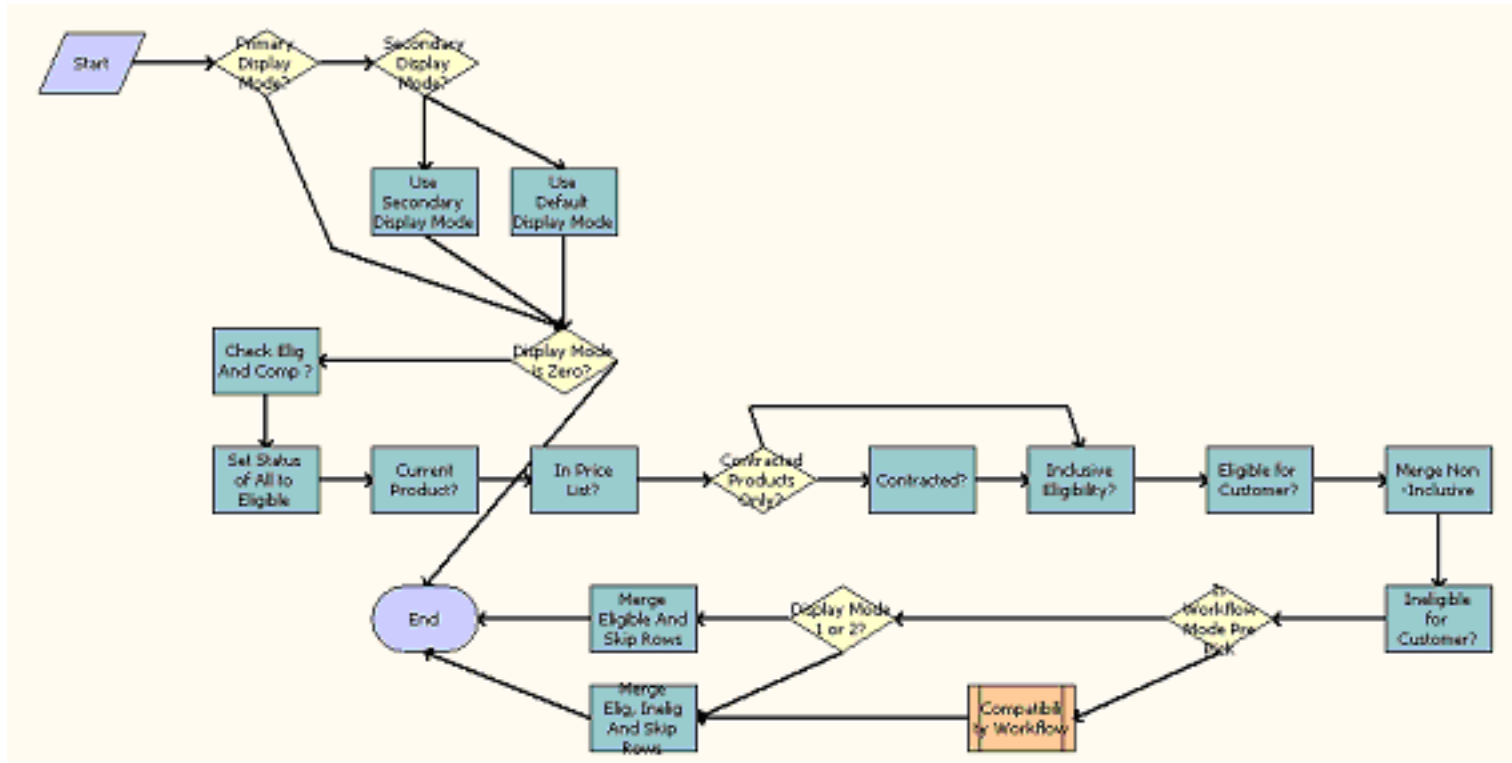 Start
Primary
Display
Mode?
Secondary
Display
Mode?
Use
Secondary
Display Mode
Use
Default
Display Mode
Display Mode
is Zero?
Check Elig
And Comp ?
Set Status
of All to
Eligible
Current
Product?
In Price
List?
Contracted
Products
Only?
Contracted?
Inclusive
Eligibility?
Eligible for
Customer?
Merge Non
-Inclusive
End
Merge
Eligible And
Skip Rows
Display Mode
1 or 2?
Is
Workflow
Mode Pre
Pick
Ineligible
for
Customer?
Merge
Elig, Inelig
And Skip
Rows
Compatibili
ty Workflow